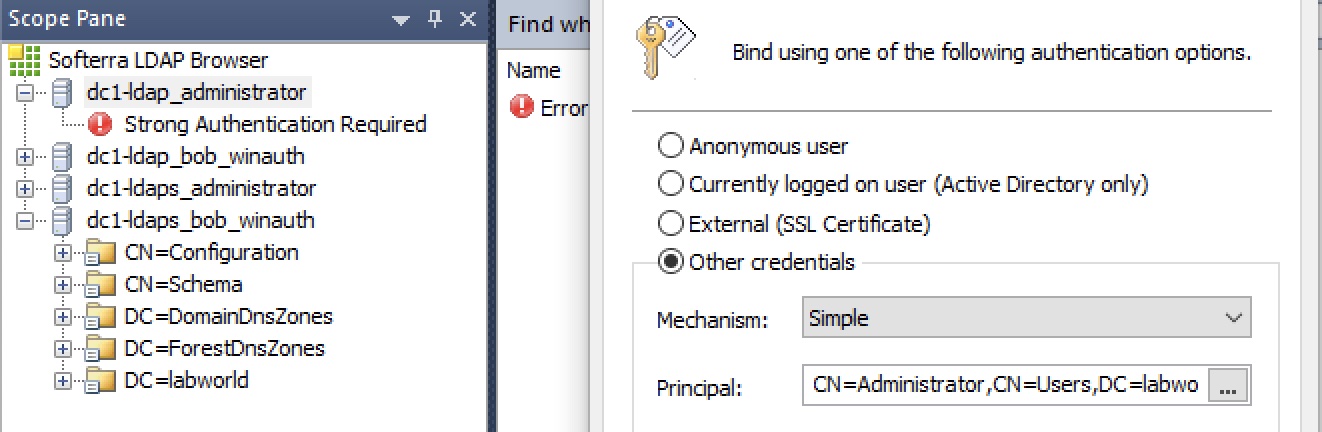 Scope Pane
Softerra LDAP Browser
dc1-ldap_administrator
Strong Authentication Required
dc1-ldap_bob_winauth
dc1-ldaps_administrator
dc1-ldaps_bob_winauth
CN=Configuration
CN=Schema
DC=DomainDnsZones
DC=ForestDnsZones
DC=labworld
Find wh
Name
Error
Bind using one of the following authentication options.
Anonymous user
Currently logged on user (Active Directory only)
External (SSL Certificate)
Other credentials
Mechanism: Simple
Principal: CN=Administrator,CN=Users,DC=labwo ...